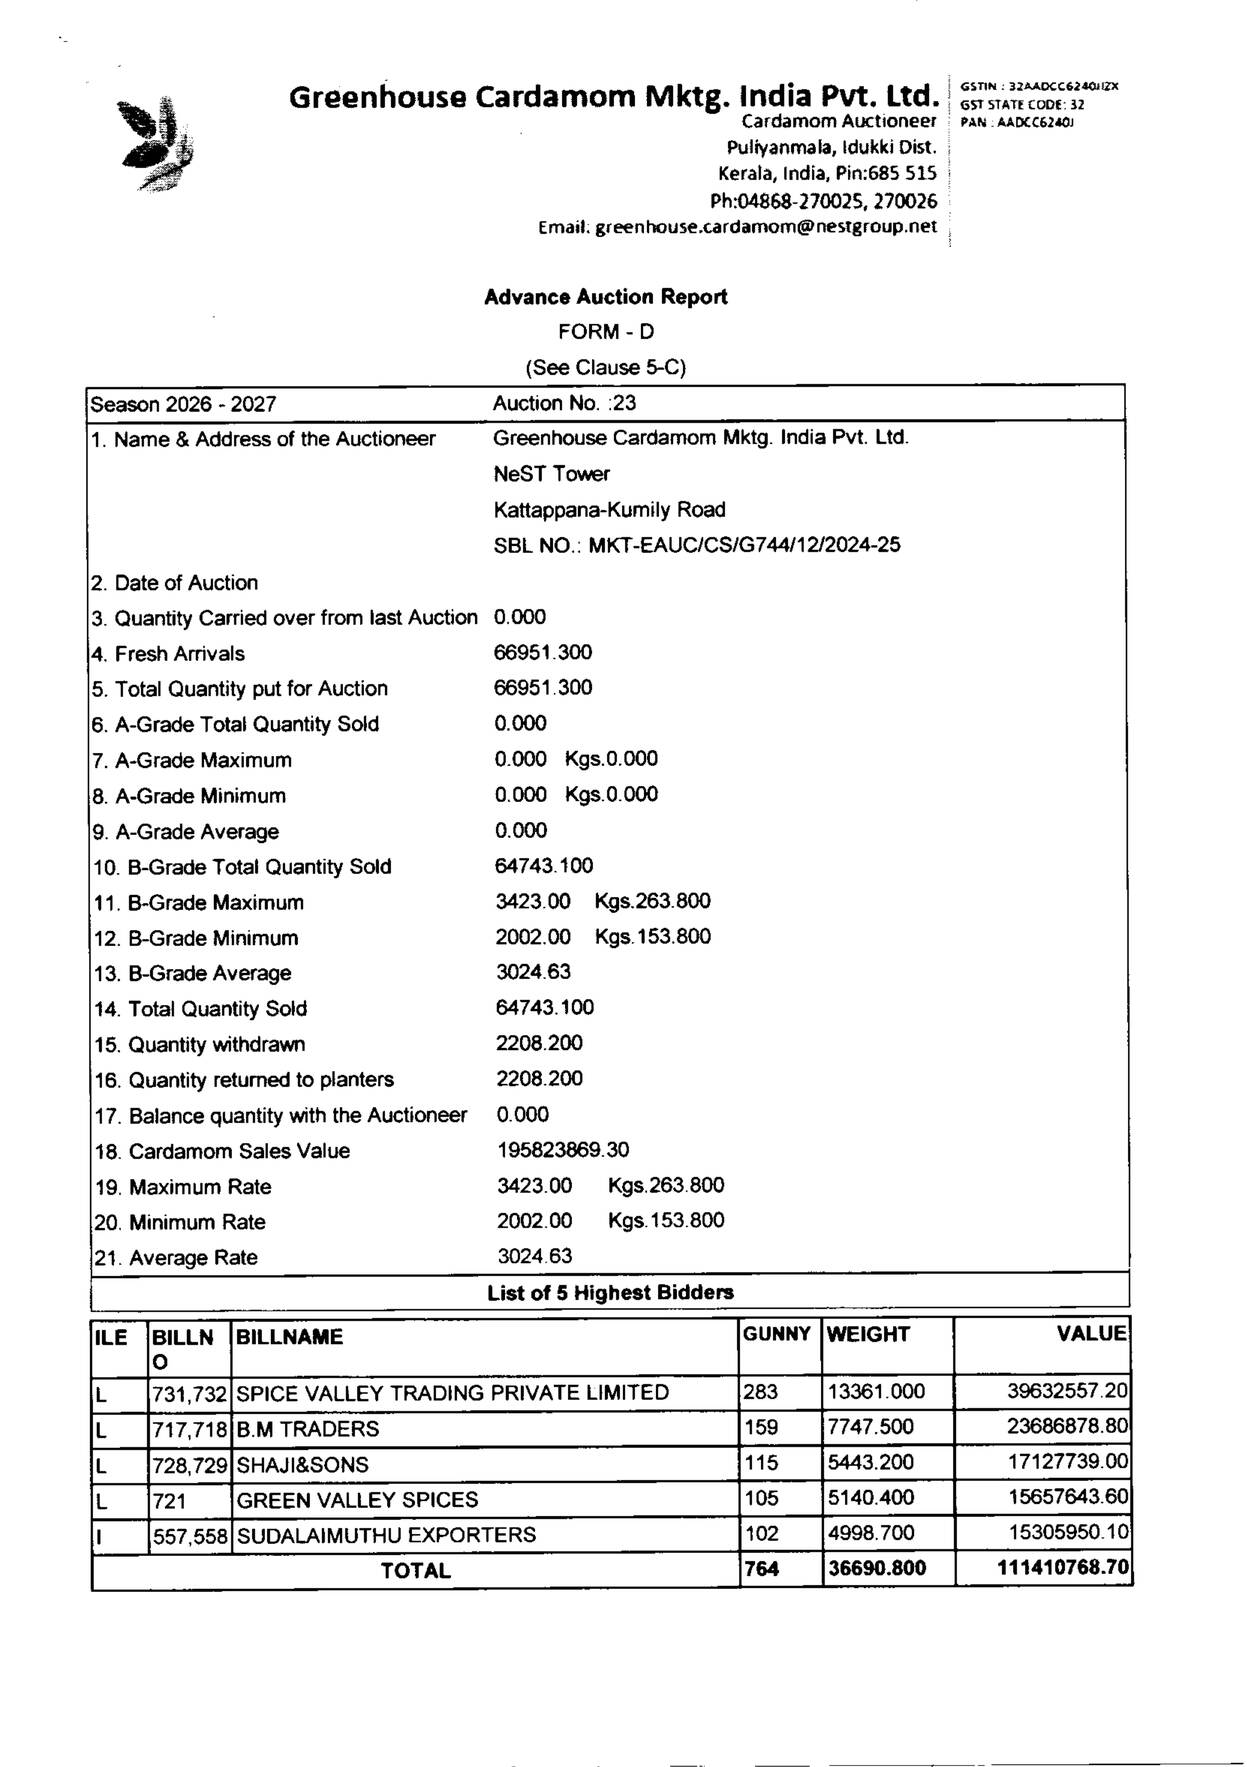 Greenhouse Cardamom Mktg. India Pvt. Ltd.
Cardamom Auctioneer
Puliyanmala, Idukki Dist.
Kerala, India, Pin:685 515
Ph:04868-270025, 270026
Email: greenhouse.cardamom@nestgroup.net
GSTIN : 32AADCC6240J1ZX
GST STATE CODE: 32
PAN : AADCC6240J
Advance Auction Report
FORM - D
(See Clause 5-C)
Season 2026 - 2027 Auction No. :23
1. Name & Address of the Auctioneer Greenhouse Cardamom Mktg. India Pvt. Ltd.
NeST Tower
Kattappana-Kumily Road
SBL NO.: MKT-EAUC/CS/G744/12/2024-25
2. Date of Auction
3. Quantity Carried over from last Auction 0.000
4. Fresh Arrivals 66951.300
5. Total Quantity put for Auction 66951.300
6. A-Grade Total Quantity Sold 0.000
7. A-Grade Maximum 0.000 Kgs.0.000
8. A-Grade Minimum 0.000 Kgs.0.000
9. A-Grade Average 0.000
10. B-Grade Total Quantity Sold 64743.100
11. B-Grade Maximum 3423.00 Kgs.263.800
12. B-Grade Minimum 2002.00 Kgs.153.800
13. B-Grade Average 3024.63
14. Total Quantity Sold 64743.100
15. Quantity withdrawn 2208.200
16. Quantity returned to planters 2208.200
17. Balance quantity with the Auctioneer 0.000
18. Cardamom Sales Value 195823869.30
19. Maximum Rate 3423.00 Kgs.263.800
20. Minimum Rate 2002.00 Kgs.153.800
21. Average Rate 3024.63
List of 5 Highest Bidders
ILE BILLN BILLNAME GUNNY WEIGHT VALUE
O
L 731,732 SPICE VALLEY TRADING PRIVATE LIMITED 283 13361.000 39632557.20
L 717,718 B.M TRADERS 159 7747.500 23686878.80
L 728,729 SHAJI&SONS 115 5443.200 17127739.00
L 721 GREEN VALLEY SPICES 105 5140.400 15657643.60
I 557,558 SUDALAIMUTHU EXPORTERS 102 4998.700 15305950.10
TOTAL 764 36690.800 111410768.70